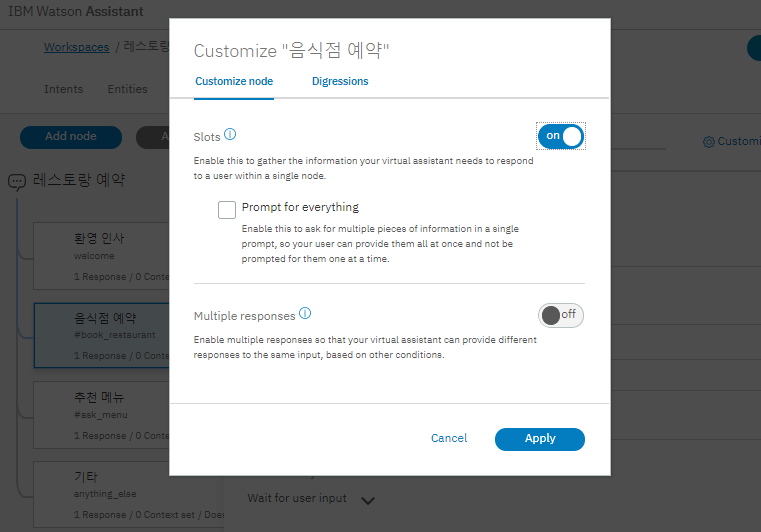 IBM Watson Assistant
Workspaces / 레스토랑
Intents Entities
Add node
Customi
레스토랑 예약
환영 인사
welcome
1 Response / 0 Conte
음식점 예약
#book_restaurant
1 Response / 0 Conte
추천 메뉴
#ask_menu
1 Response / 0 Conte
기타
anything_else
1 Response / 0 Context set / Doe
Customize "음식점 예약"
Customize node Digressions
Slots
on
Enable this to gather the information your virtual assistant needs to respond
to a user within a single node.
Prompt for everything
Enable this to ask for multiple pieces of information in a single
prompt, so your user can provide them all at once and not be
prompted for them one at a time.
Multiple responses
off
Enable multiple responses so that your virtual assistant can provide different
responses to the same input, based on other conditions.
Cancel Apply
Wait for user input